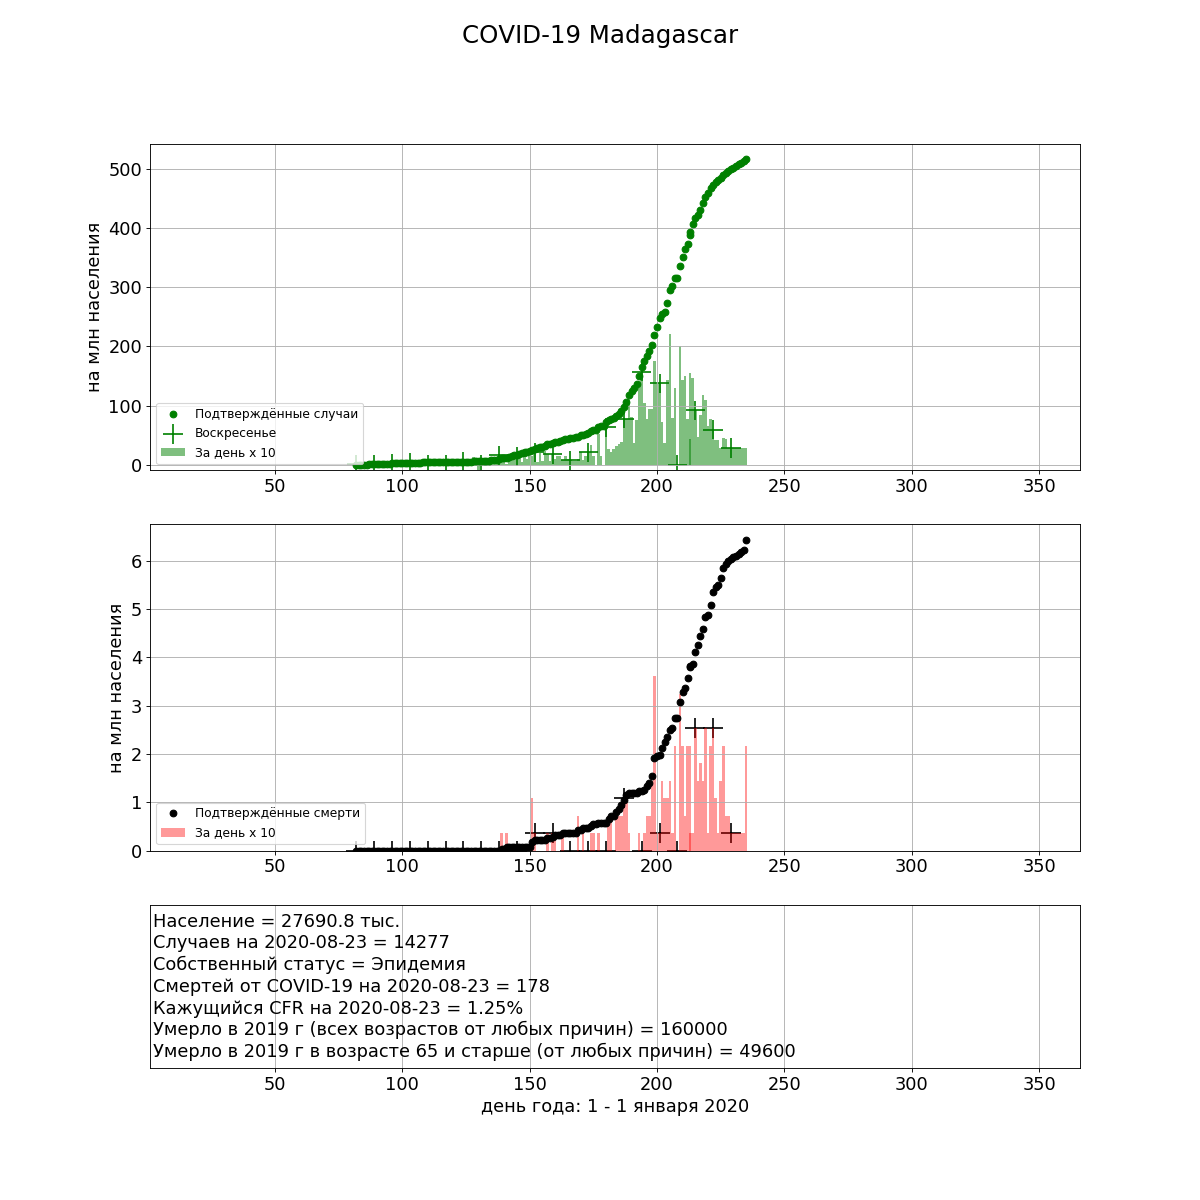 COVID-19 Madagascar
500
400
300
200
100
0
на млн населения
Подтверждённые случаи
Воскресенье
За день x 10
50 100 150 200 250 300 350
6
5
4
3
2
1
0
на млн населения
Подтверждённые смерти
За день x 10
50 100 150 200 250 300 350
Население = 27690.8 тыс.
Случаев на 2020-08-23 = 14277
Собственный статус = Эпидемия
Смертей от COVID-19 на 2020-08-23 = 178
Кажущийся CFR на 2020-08-23 = 1.25%
Умерло в 2019 г (всех возрастов от любых причин) = 160000
Умерло в 2019 г в возрасте 65 и старше (от любых причин) = 49600
50 100 150 200 250 300 350
день года: 1 - 1 января 2020